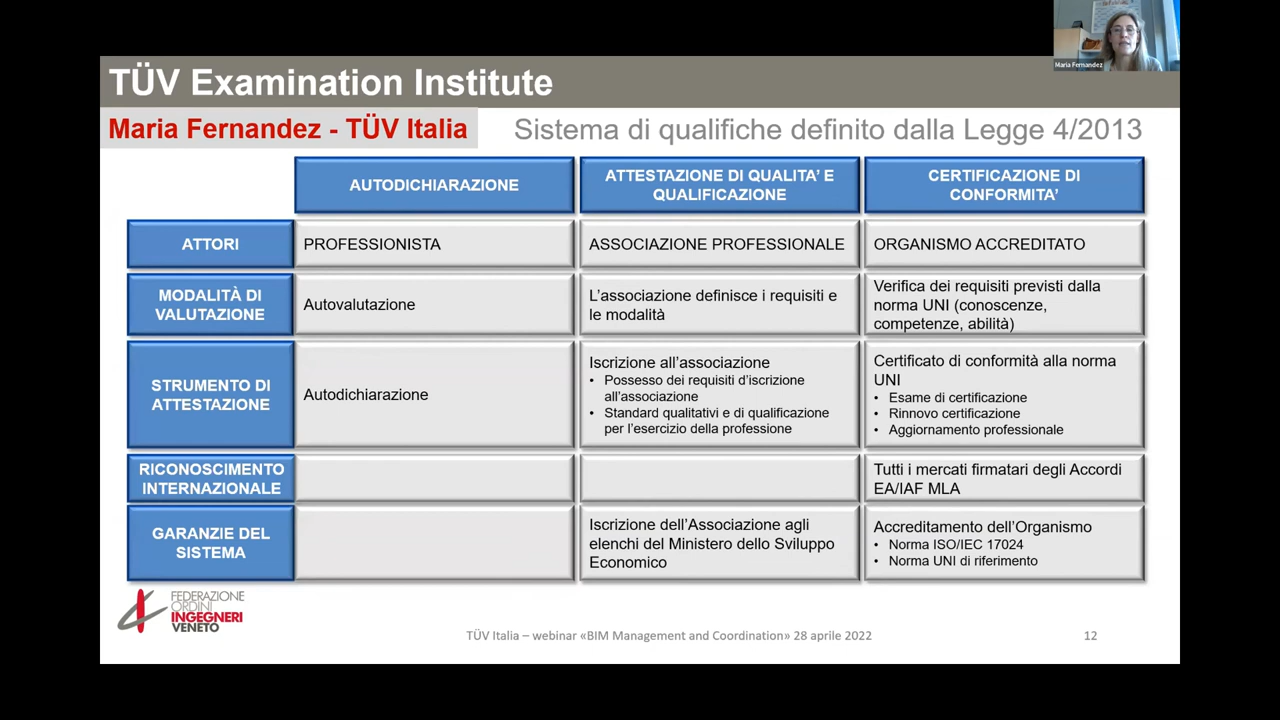 Maria Fernandez
TÜV Examination Institute
Maria Fernandez - TÜV Italia
Sistema di qualifiche definito dalla Legge 4/2013
AUTODICHIARAZIONE
ATTESTAZIONE DI QUALITA' E
QUALIFICAZIONE
CERTIFICAZIONE DI
CONFORMITA'
ATTORI
PROFESSIONISTA
ASSOCIAZIONE PROFESSIONALE
ORGANISMO ACCREDITATO
MODALITÀ DI
VALUTAZIONE
Autovalutazione
L'associazione definisce i requisiti e
le modalità
Verifica dei requisiti previsti dalla
norma UNI (conoscenze,
competenze, abilità)
STRUMENTO DI
ATTESTAZIONE
Autodichiarazione
Iscrizione all'associazione
• Possesso dei requisiti d'iscrizione
all'associazione
• Standard qualitativi e di qualificazione
per l'esercizio della professione
Certificato di conformità alla norma
UNI
• Esame di certificazione
• Rinnovo certificazione
• Aggiornamento professionale
RICONOSCIMENTO
INTERNAZIONALE
Tutti i mercati firmatari degli Accordi
EA/IAF MLA
GARANZIE DEL
SISTEMA
Iscrizione dell'Associazione agli
elenchi del Ministero dello Sviluppo
Economico
Accreditamento dell'Organismo
• Norma ISO/IEC 17024
• Norma UNI di riferimento
FEDERAZIONE
ORDINI
INGEGNERI
VENETO
TÜV Italia – webinar «BIM Management and Coordination» 28 aprile 2022
12